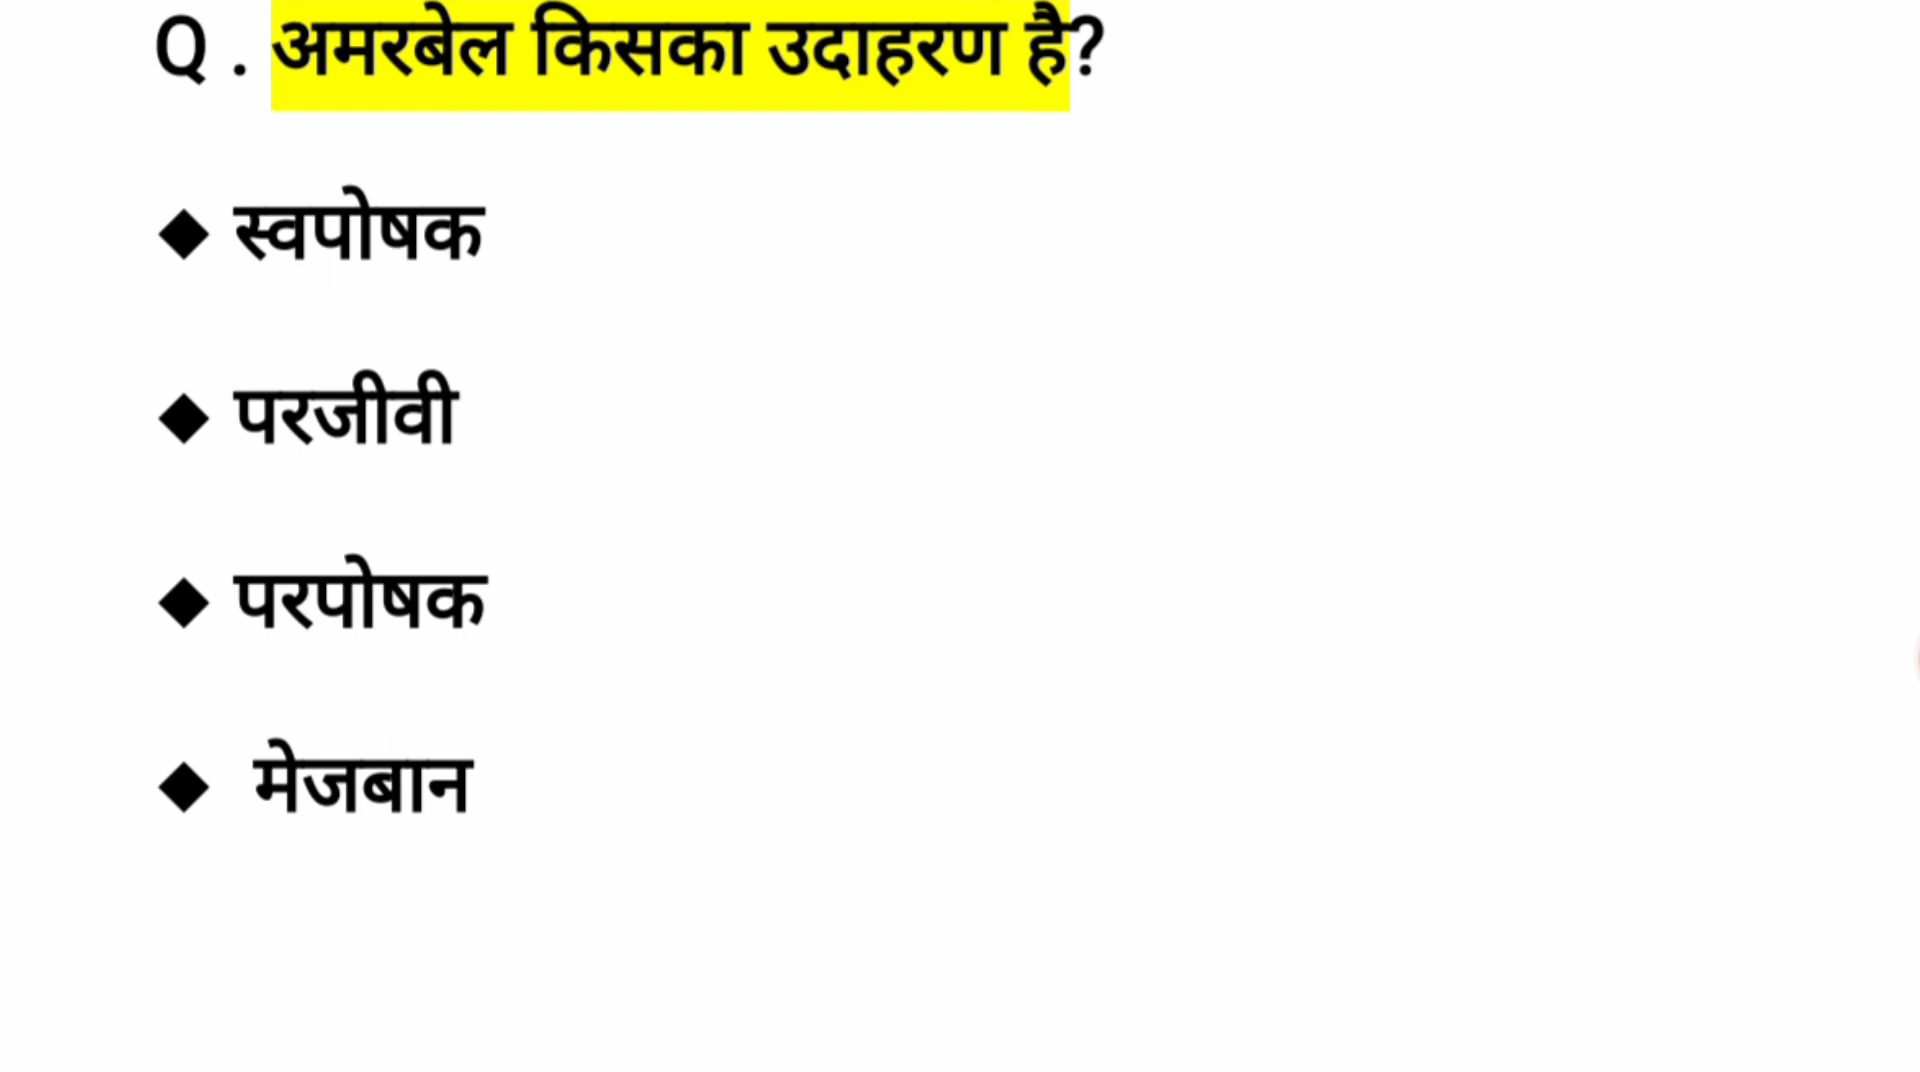 Q . अमरबेल किसका उदाहरण है?
◆ स्वपोषक
◆ परजीवी
◆ परपोषक
◆ मेजबान